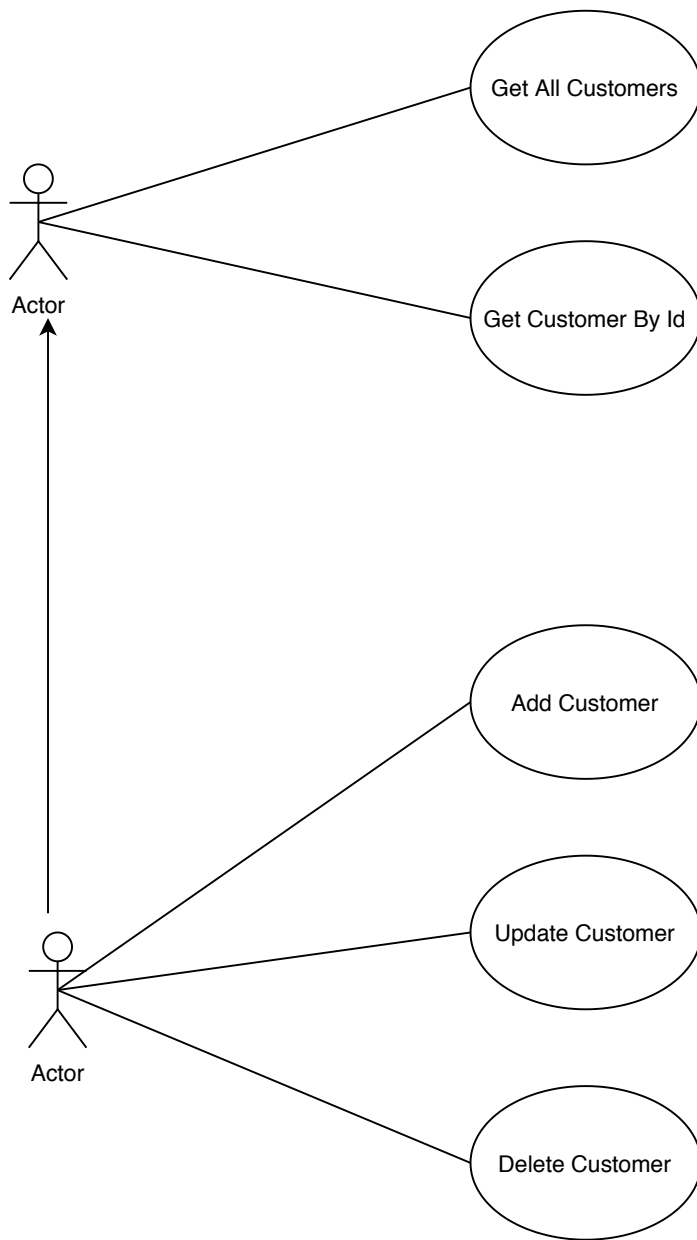 Get All Customers
Actor
Get Customer By Id
Add Customer
Update Customer
Actor
Delete Customer